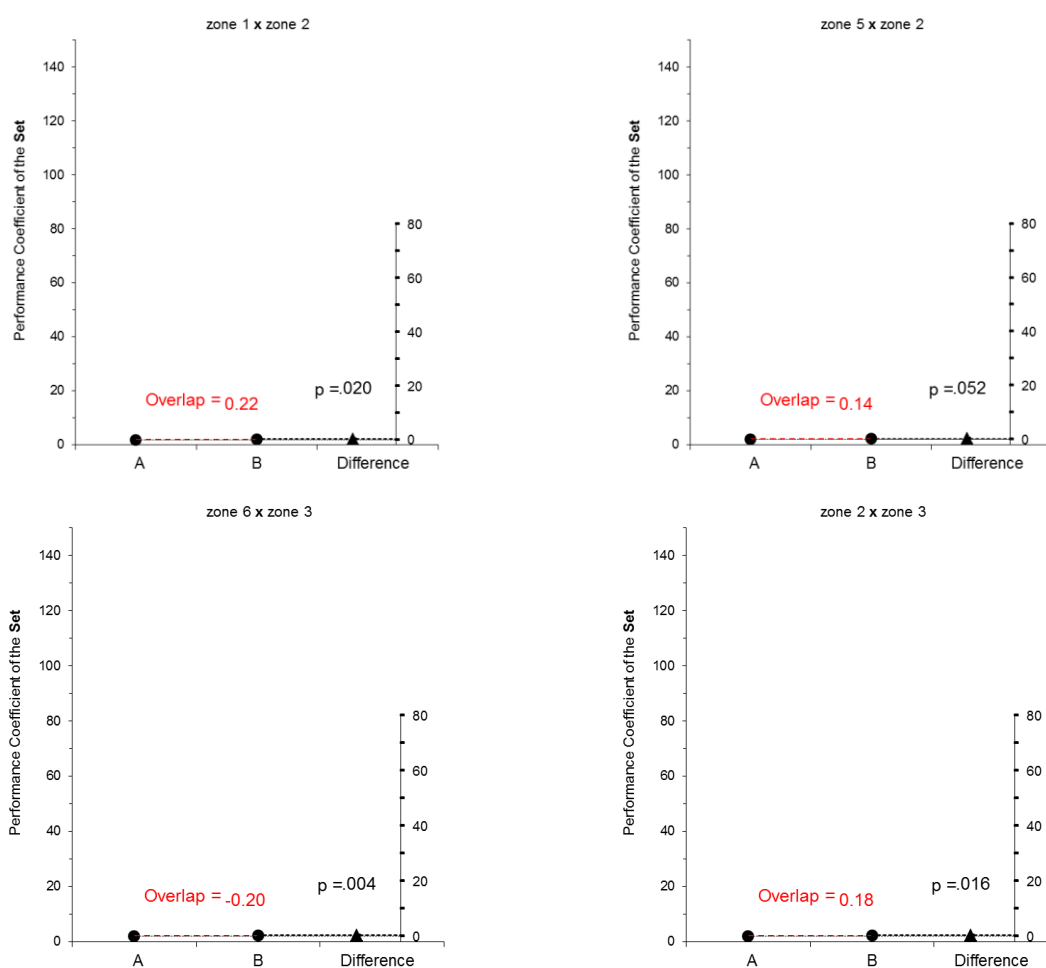 zone 1 x zone 2
Performance Coefficient of the Set
140
120
100
80
60
40
20
0
80
60
40
20
0
Overlap = 0.22
p =.020
A B Difference
zone 5 x zone 2
Performance Coefficient of the Set
140
120
100
80
60
40
20
0
80
60
40
20
0
Overlap = 0.14
p =.052
A B Difference
zone 6 x zone 3
Performance Coefficient of the Set
140
120
100
80
60
40
20
0
80
60
40
20
0
Overlap = -0.20
p =.004
A B Difference
zone 2 x zone 3
Performance Coefficient of the Set
140
120
100
80
60
40
20
0
80
60
40
20
0
Overlap = 0.18
p =.016
A B Difference